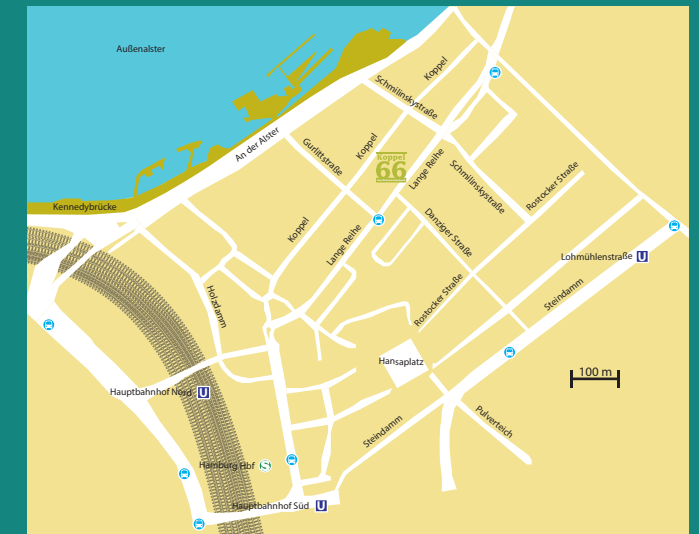 Außenalster
Koppel
Schmilinskystraße
An der Alster
Gurlittstraße
Koppel
Koppel
66
Lange Reihe
Schmilinskystraße
Rostocker Straße
Kennedybrücke
Koppel
Lange Reihe
Danziger Straße
Lohmühlenstraße U
Holzdamm
Rostocker Straße
Steindamm
Hansaplatz
100 m
Hauptbahnhof Nord U
Steindamm
Pulverteich
Hamburg Hbf S
Hauptbahnhof Süd U